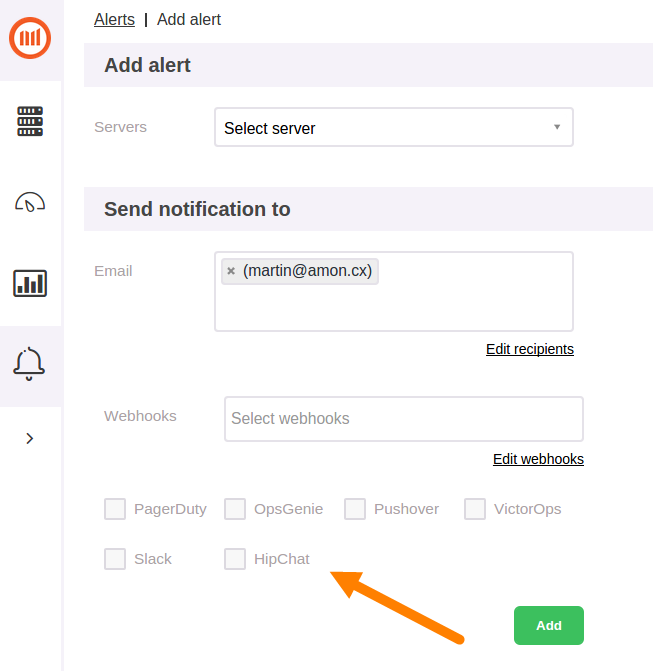 Alerts | Add alert
Add alert
Servers Select server
Send notification to
Email × (martin@amon.cx)
Edit recipients
Webhooks Select webhooks
Edit webhooks
PagerDuty OpsGenie Pushover VictorOps
Slack HipChat
Add